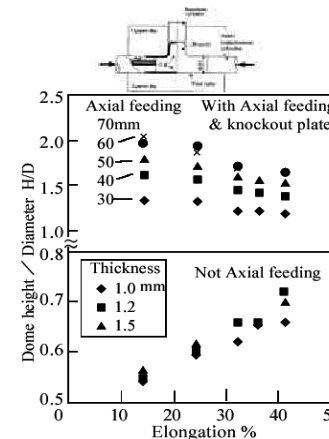 2.5
Axial feeding
With Axial feeding
70mm
& knockout plate
2.0
60
50
1.5
40
30
1.0
Dome height / Diameter H/D
0.8
Thickness
Not Axial feeding
1.0 mm
0.7
1.2
1.5
0.6
0.5
0 10 20 30 40 5
Elongation %